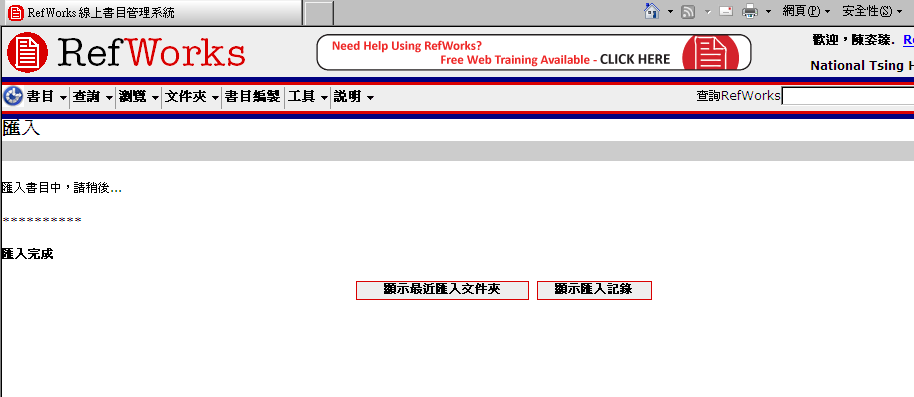 RefWorks 線上書目管理系統
網頁(P)
安全性(S)
RefWorks
Need Help Using RefWorks?
Free Web Training Available - CLICK HERE
歡迎，陳姿臻. Re
National Tsing H
書目 查詢 瀏覽 文件夾 書目編製 工具 說明
查詢RefWorks
匯入
匯入書目中，請稍後...
**********
匯入完成
顯示最近匯入文件夾 顯示匯入記錄